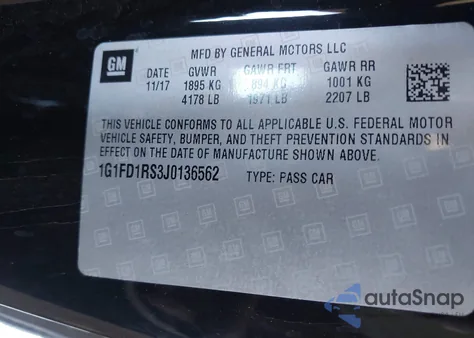 GM
MFD BY GENERAL MOTORS LLC
DATE GVWR GAWR FRT GAWR RR
11/17 1895 KG 894 KG 1001 KG
4178 LB 1971 LB 2207 LB
THIS VEHICLE CONFORMS TO ALL APPLICABLE U.S. FEDERAL MOTOR
VEHICLE SAFETY, BUMPER, AND THEFT PREVENTION STANDARDS
IN EFFECT ON THE DATE OF MANUFACTURE SHOWN ABOVE.
1G1FD1RS3J0136562 TYPE: PASS CAR
autoSnap